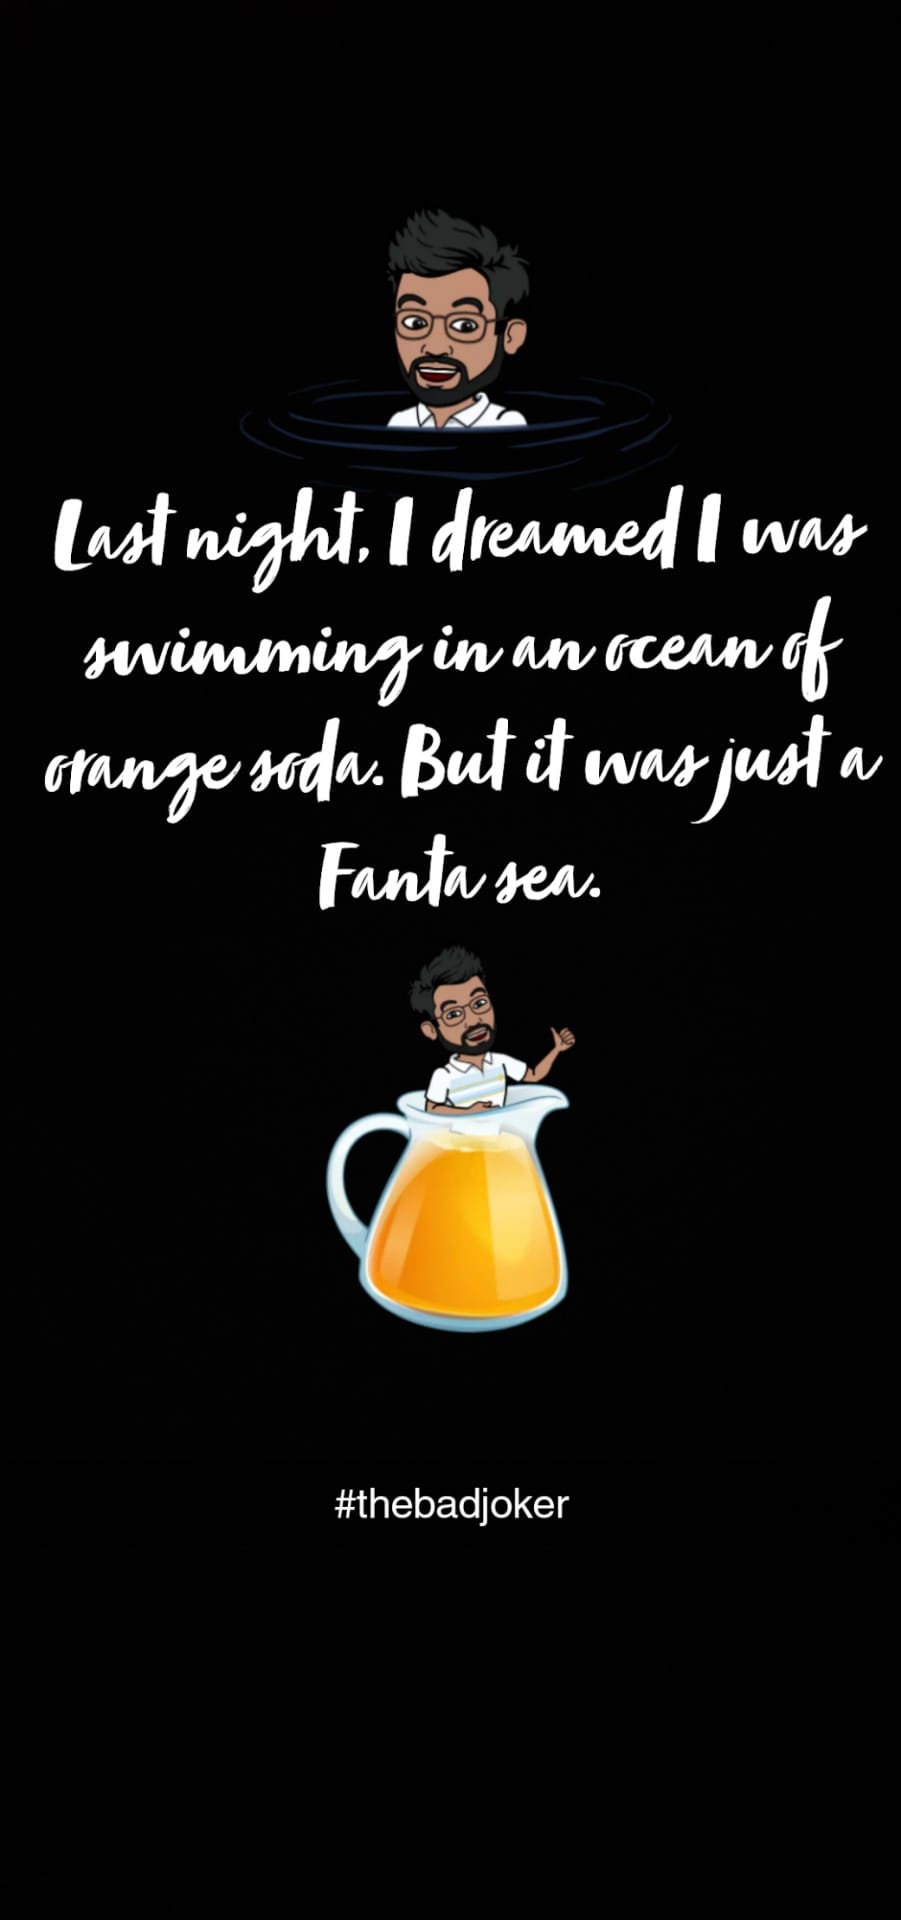 Last night, I dreamed I was
swimming in an ocean of
orange soda. But it was just a
Fanta sea.
#thebadjoker